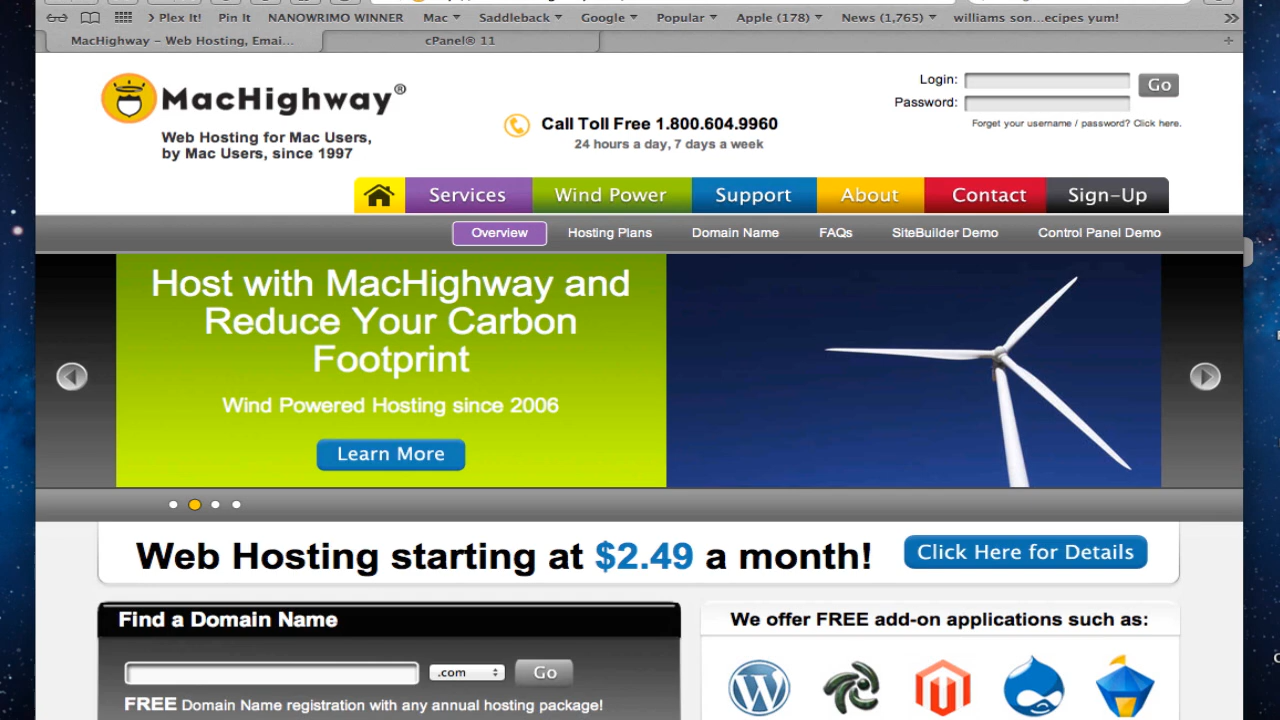 Plex It! Pin It NANOWRIMO WINNER Mac Saddleback Google Popular Apple (178) News (1,765) williams son...ecipes yum!
MacHighway – Web Hosting, Emai... cPanel® 11
MacHighway®
Web Hosting for Mac Users,
by Mac Users, since 1997
Call Toll Free 1.800.604.9960
24 hours a day, 7 days a week
Login:
Go
Password:
Forget your username / password? Click here.
Services Wind Power Support About Contact Sign-Up
Overview Hosting Plans Domain Name FAQs SiteBuilder Demo Control Panel Demo
Host with MacHighway and
Reduce Your Carbon
Footprint
Wind Powered Hosting since 2006
Learn More
Web Hosting starting at $2.49 a month! Click Here for Details
Find a Domain Name
.com Go
FREE Domain Name registration with any annual hosting package!
We offer FREE add-on applications such as: